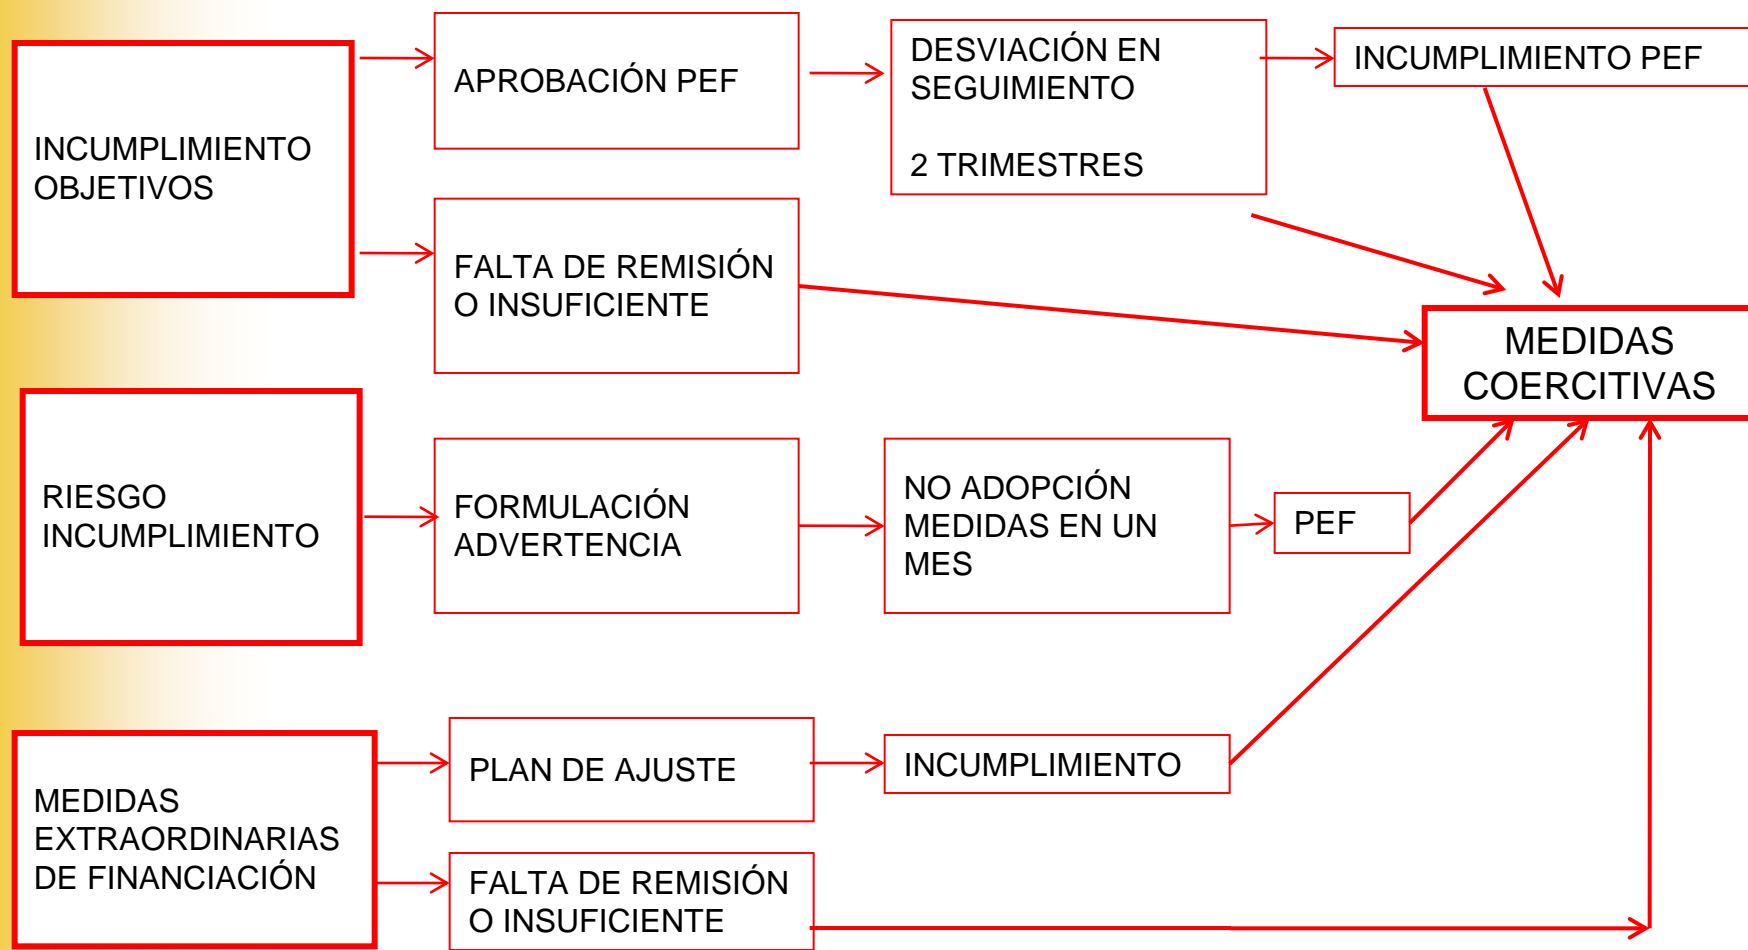 INCUMPLIMIENTO
OBJETIVOS
APROBACIÓN PEF
DESVIACIÓN EN
SEGUIMIENTO
2 TRIMESTRES
INCUMPLIMIENTO PEF
FALTA DE REMISIÓN
O INSUFICIENTE
MEDIDAS
COERCITIVAS
RIESGO
INCUMPLIMIENTO
FORMULACIÓN
ADVERTENCIA
NO ADOPCIÓN
MEDIDAS EN UN
MES
PEF
MEDIDAS
EXTRAORDINARIAS
DE FINANCIACIÓN
PLAN DE AJUSTE
INCUMPLIMIENTO
FALTA DE REMISIÓN
O INSUFICIENTE